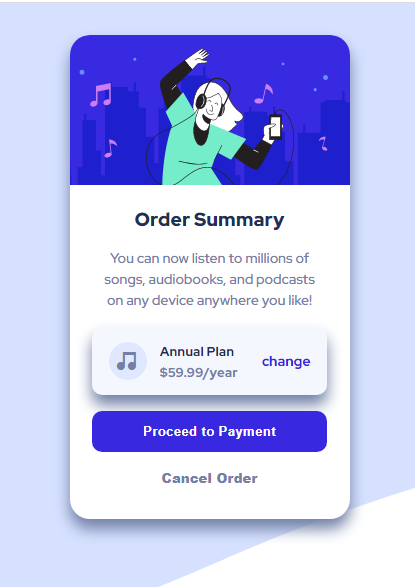 Order Summary
You can now listen to millions of
songs, audiobooks, and podcasts
on any device anywhere you like!
Annual Plan
$59.99/year
change
Proceed to Payment
Cancel Order